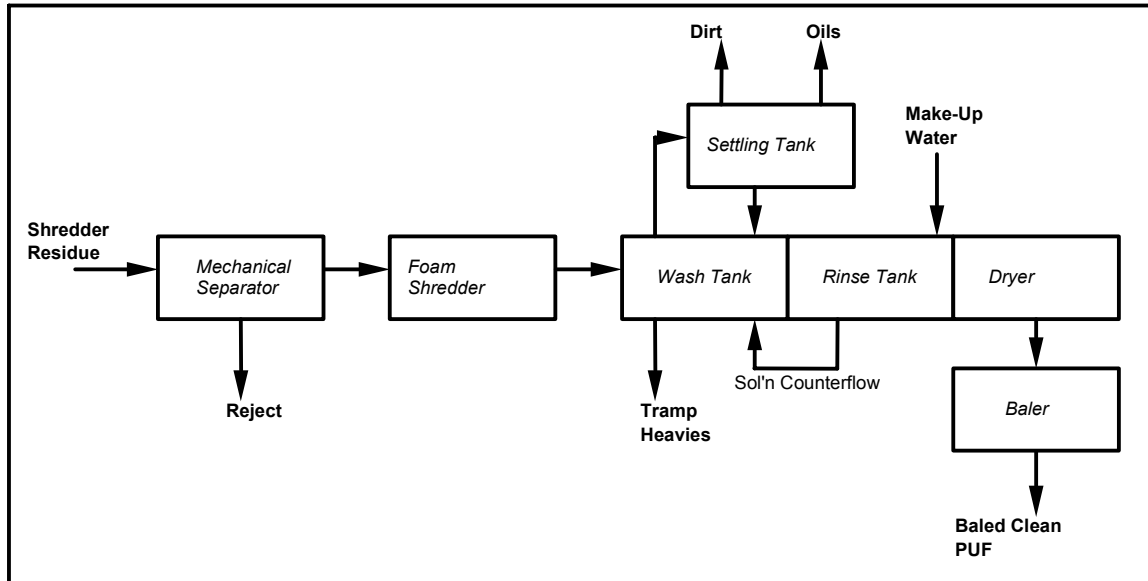 Dirt
Oils
Settling Tank
Make-Up
Water
Shredder
Residue
Mechanical
Separator
Foam
Shredder
Wash Tank
Rinse Tank
Dryer
Sol'n Counterflow
Reject
Tramp
Heavies
Baler
Baled Clean
PUF